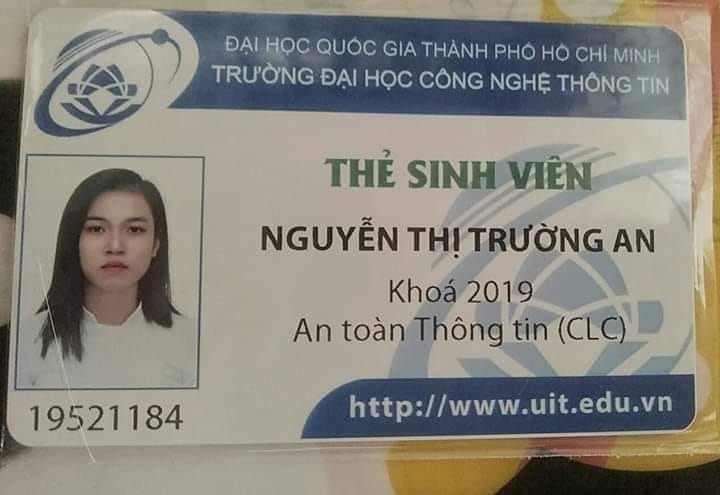 ĐẠI HỌC QUỐC GIA THÀNH PHỐ HỒ CHÍ MINH
TRƯỜNG ĐẠI HỌC CÔNG NGHỆ THÔNG TIN
THẺ SINH VIÊN
NGUYỄN THỊ TRƯỜNG AN
Khoá 2019
An toàn Thông tin (CLC)
19521184
http://www.uit.edu.vn